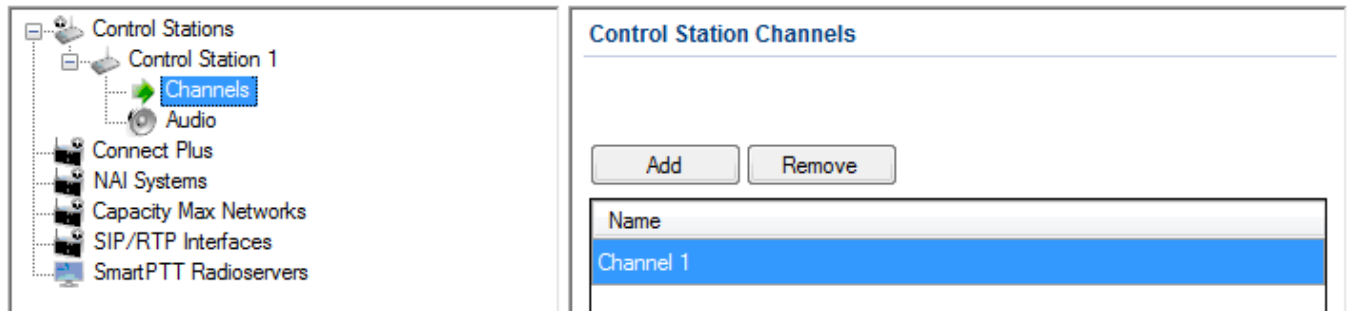 Control Stations
Control Station 1
Channels
Audio
Connect Plus
NAI Systems
Capacity Max Networks
SIP/RTP Interfaces
SmartPTT Radioservers
Control Station Channels
Add Remove
Name
Channel 1